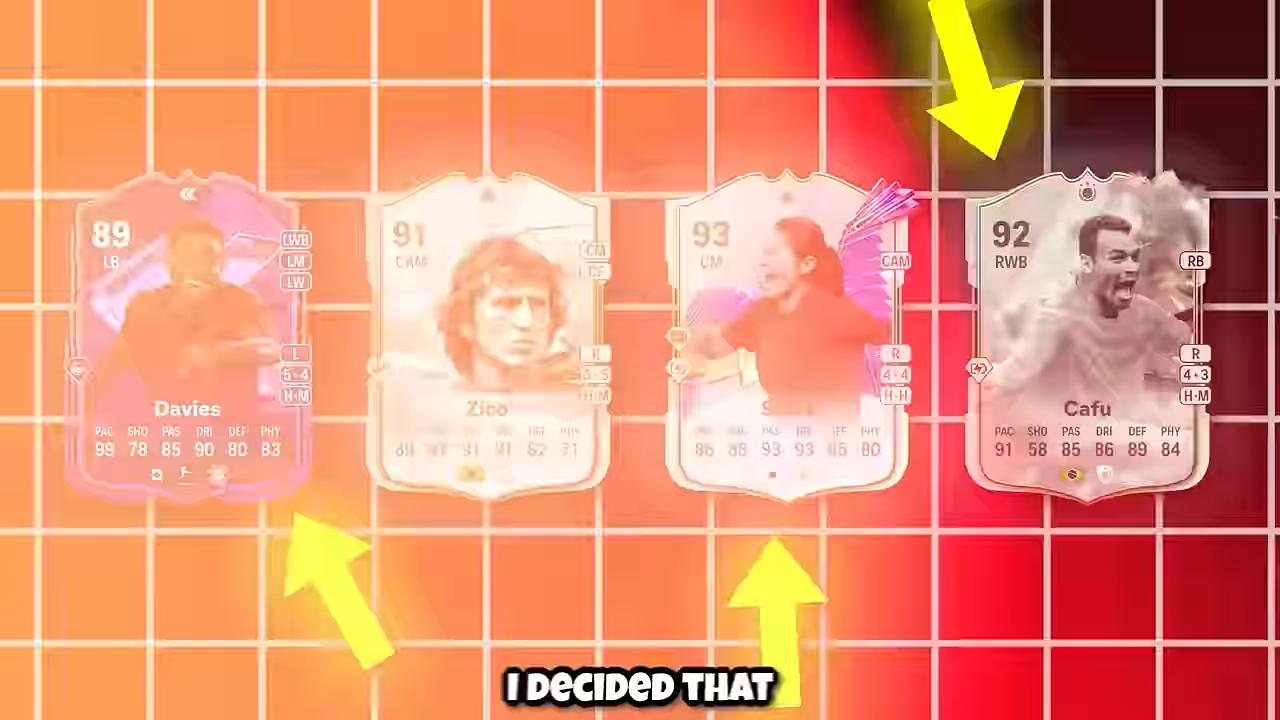 89
LB
LWB
LM
LW
L
5★4
H·M
Davies
PAC SHO PAS DRI DEF PHY
99 78 85 90 80 83
91
CAM
CM
CF
R
H·M
Zico
82 71
93
CM
CAM
R
4★4
H·H
PAC SHO PAS DRI DEF PHY
86 88 93 93 80
92
RWB
RB
R
4★3
H·M
Cafu
PAC SHO PAS DRI DEF PHY
91 58 85 86 89 84
I DECIDED THAT